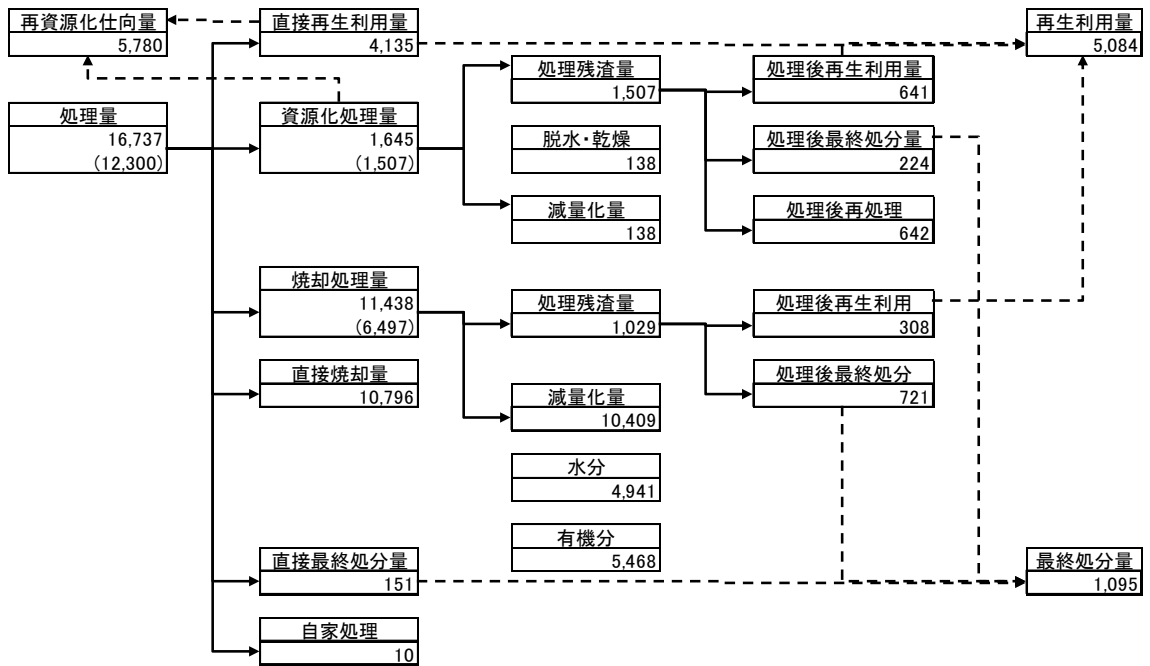 再資源化仕向量
5,780
直接再生利用量
4,135
再生利用量
5,084
処理残渣量
1,507
処理後再生利用量
641
処理量
16,737
(12,300)
資源化処理量
1,645
(1,507)
脱水・乾燥
138
処理後最終処分量
224
減量化量
138
処理後再処理
642
焼却処理量
11,438
(6,497)
処理残渣量
1,029
処理後再生利用
308
直接焼却量
10,796
減量化量
10,409
処理後最終処分
721
水分
4,941
有機分
5,468
直接最終処分量
151
最終処分量
1,095
自家処理
10